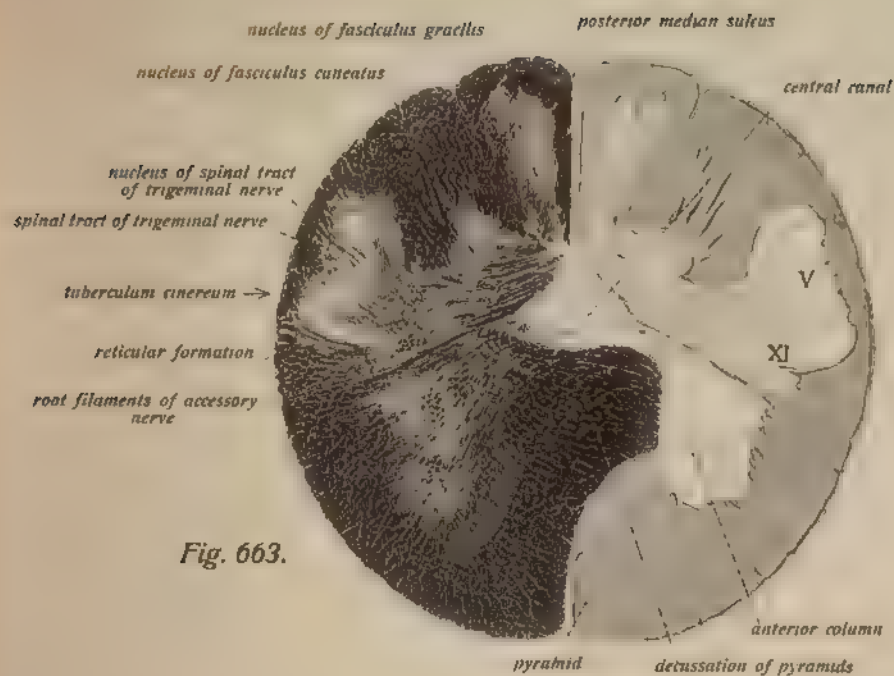 nucleus of fasciculus gracilis
posterior median sulcus
nucleus of fasciculus cuneatus
central canal
nucleus of spinal tract
of trigeminal nerve
spinal tract of trigeminal nerve
tuberculum cinereum
V
reticular formation
XI
root filaments of accessory
nerve
Fig. 663.
anterior column
pyramid
decussation of pyramids